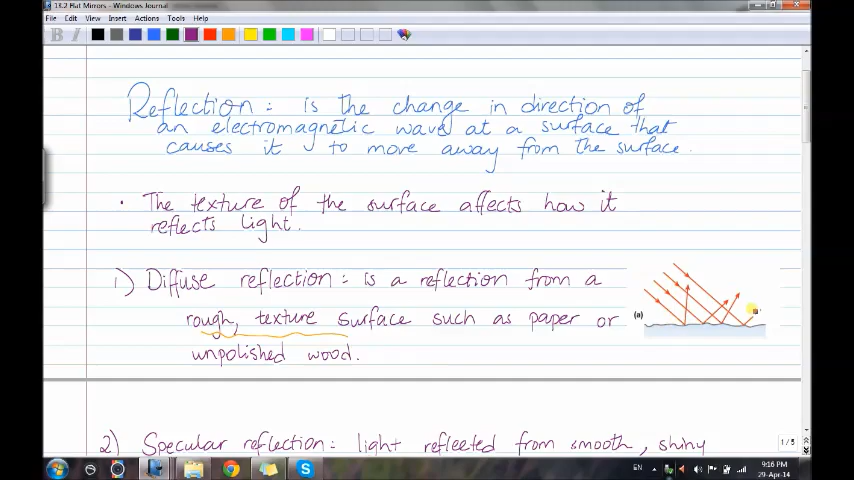 13.2 Flat Mirrors - Windows Journal
File Edit View Insert Actions Tools Help
B I
Reflection: is the change in direction of
an electromagnetic wave at a surface that
causes it to move away from the surface.
• The texture of the surface affects how it
reflects light.
1) Diffuse reflection: is a reflection from a
rough, texture surface such as paper or
unpolished wood.
(a)
2) Specular reflection: light reflected from smooth, shiny
1/5
EN
9:16 PM
29-Apr-14